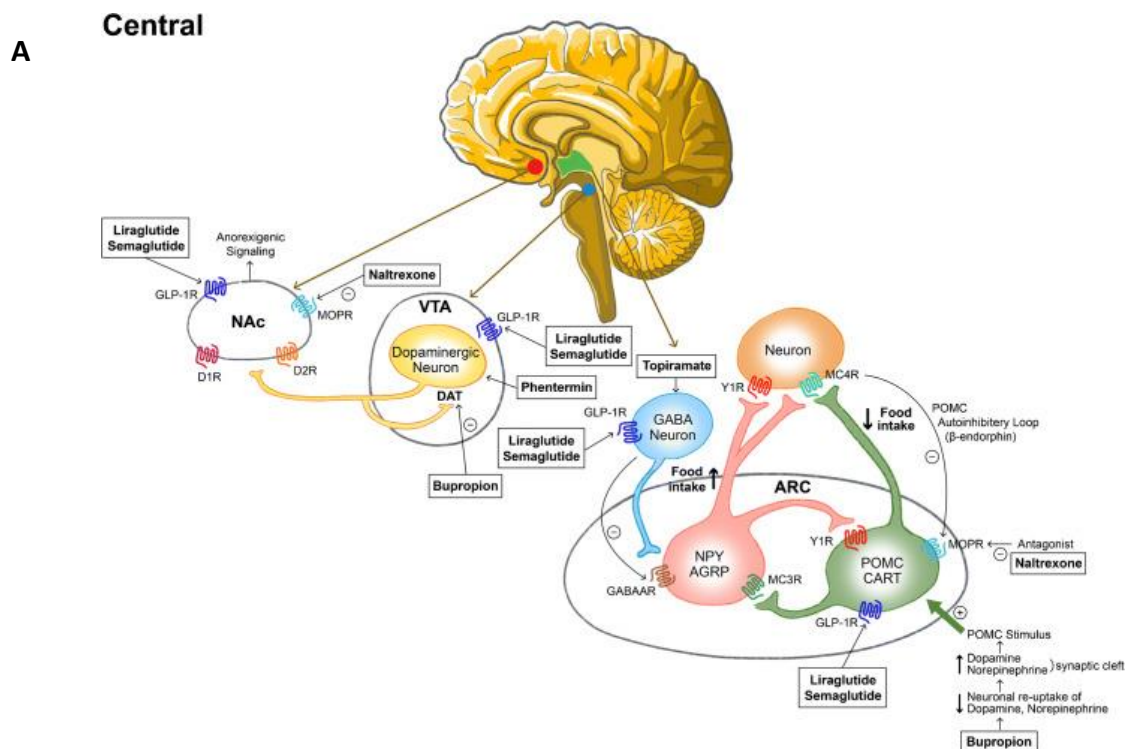 Central
A
Liraglutide
Semaglutide
Anorexigenic
Signaling
Naltrexone
GLP-1R
MOPR
NAc
D1R
D2R
VTA
GLP-1R
Dopaminergic
Neuron
DAT
Liraglutide
Semaglutide
Phentermin
Bupropion
Topiramate
GLP-1R
GABA
Neuron
Liraglutide
Semaglutide
Neuron
Y1R
MC4R
Food
intake
POMC
Autoinhibitery Loop
(β-endorphin)
Food
intake
ARC
Y1R
MOPR
Antagonist
Naltrexone
NPY
AGRP
POMC
CART
GABAAR
MC3R
GLP-1R
Liraglutide
Semaglutide
POMC Stimulus
Dopamine
Norepinephrine
synaptic cleft
Neuronal re-uptake of
Dopamine, Norepinephrine
Bupropion